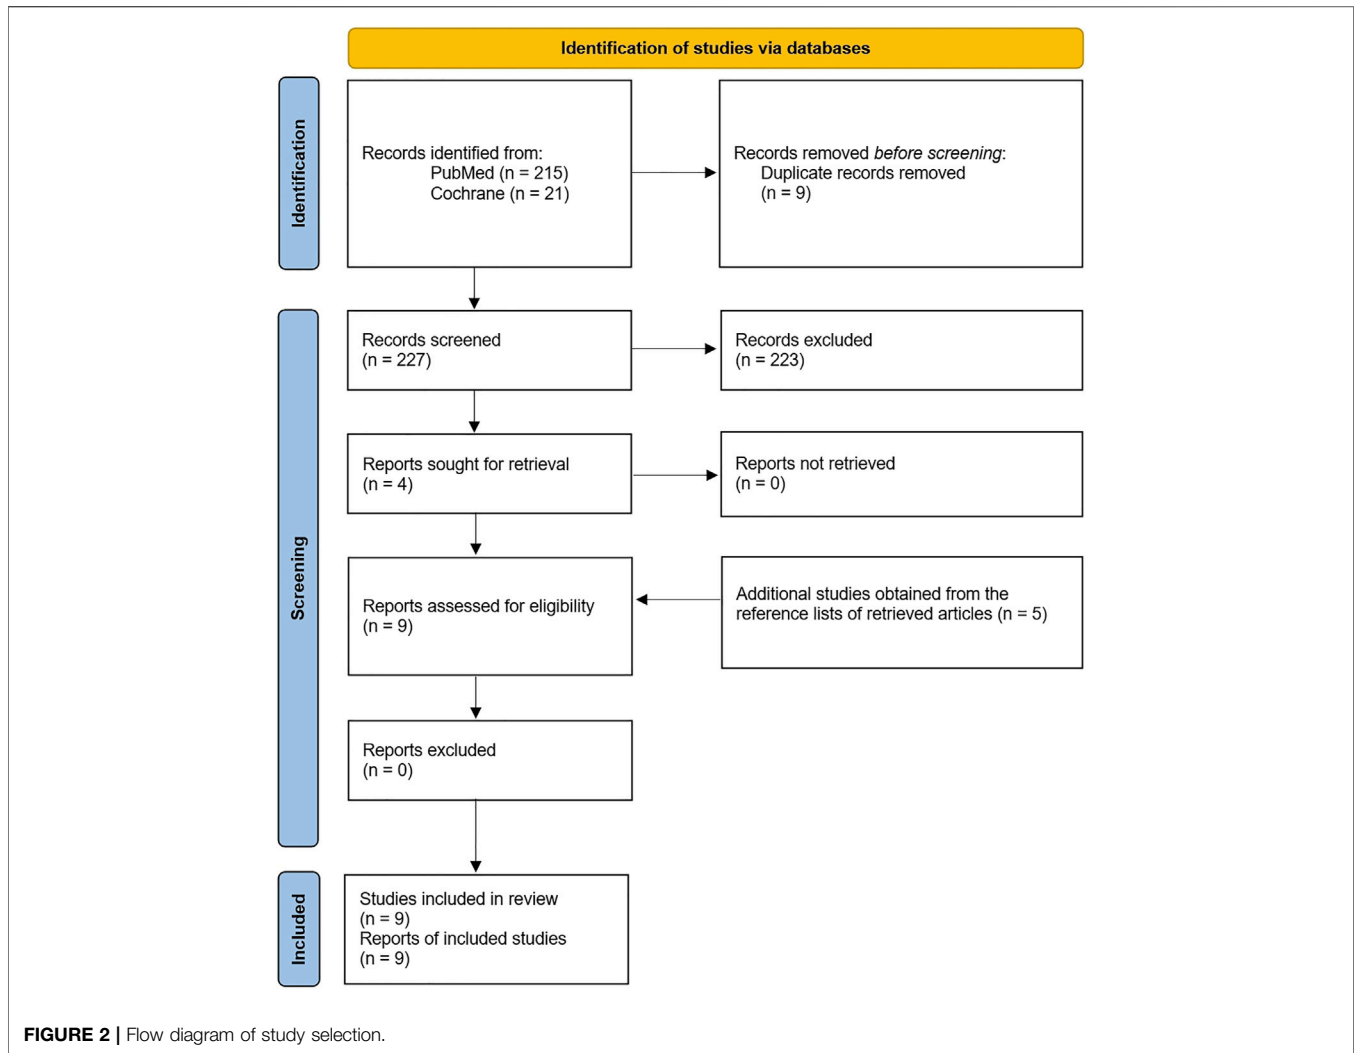 Identification of studies via databases
Identification
Records identified from:
PubMed (n = 215)
Cochrane (n = 21)
Records removed before screening:
Duplicate records removed
(n = 9)
Screening
Records screened
(n = 227)
Records excluded
(n = 223)
Reports sought for retrieval
(n = 4)
Reports not retrieved
(n = 0)
Reports assessed for eligibility
(n = 9)
Additional studies obtained from the
reference lists of retrieved articles (n = 5)
Reports excluded
(n = 0)
Included
Studies included in review
(n = 9)
Reports of included studies
(n = 9)
FIGURE 2 | Flow diagram of study selection.